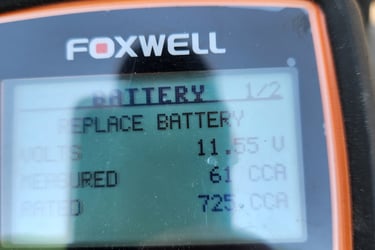 FOXWELL
BATTERY 1/2
REPLACE BATTERY
VOLTS 11.55 V
MEASURED 61 CCA
RATED 725.CCA